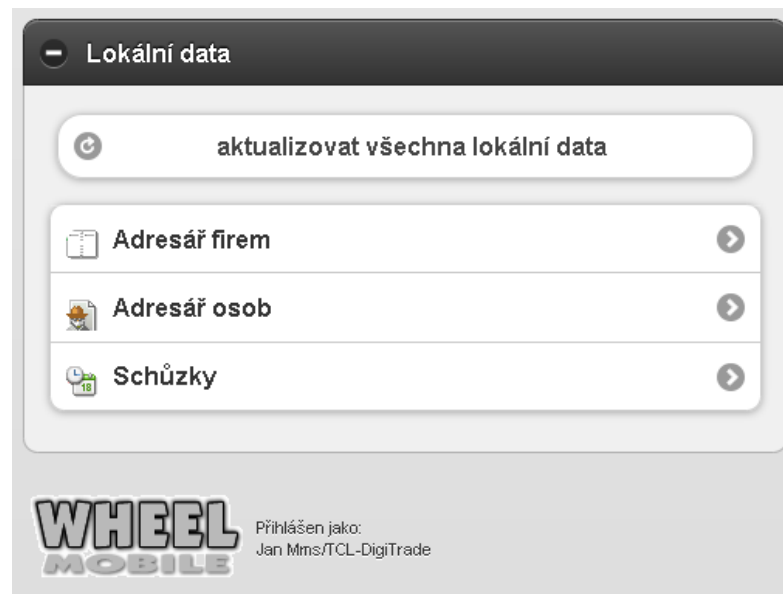 Lokální data
aktualizovat všechna lokální data
Adresář firem
Adresář osob
18
Schůzky
WHEEL
MOBILE
Přihlášen jako:
Jan Mms/TCL-DigiTrade